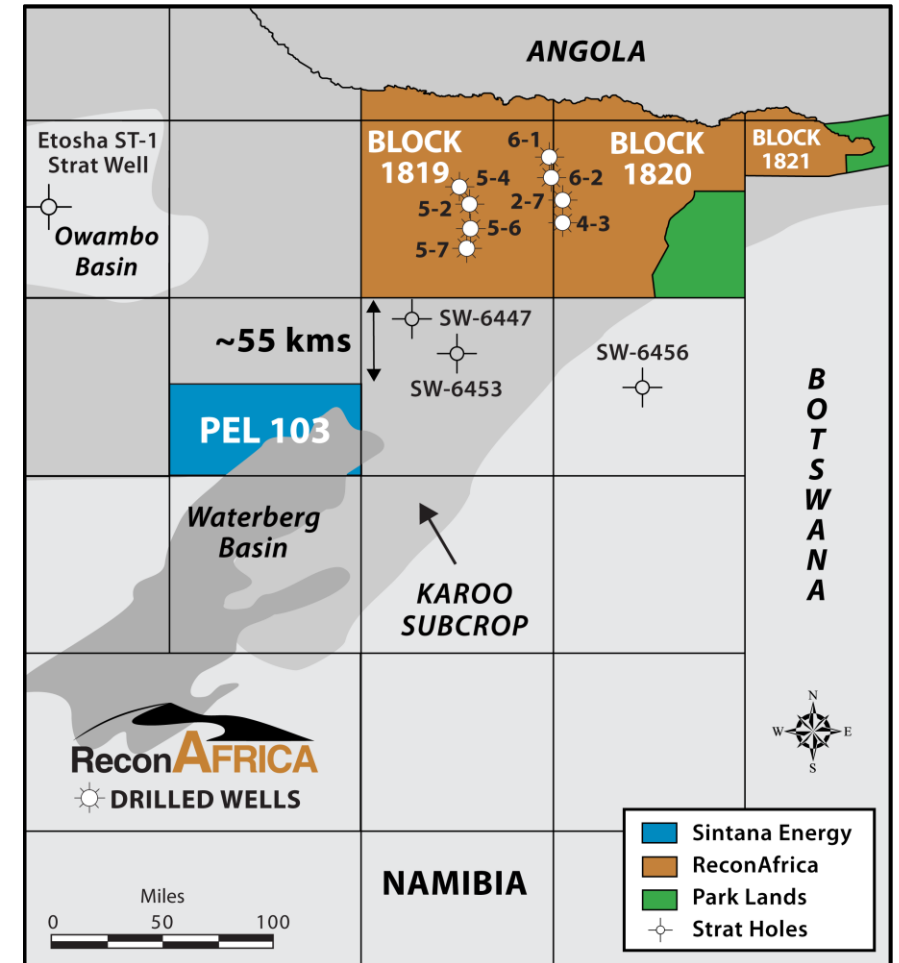 ANGOLA
Etosha ST-1
Strat Well
Owambo
Basin
BLOCK
1819
6-1
BLOCK
1820
BLOCK
1821
5-4
6-2
5-2
2-7
5-6
4-3
5-7
~55 kms
SW-6447
SW-6453
SW-6456
PEL 103
BOTSWANA
Waterberg
Basin
KAROO
SUBCROP
N
W
E
S
ReconAFRICA
DRILLED WELLS
NAMIBIA
Miles
0 50 100
Sintana Energy
ReconAfrica
Park Lands
Strat Holes